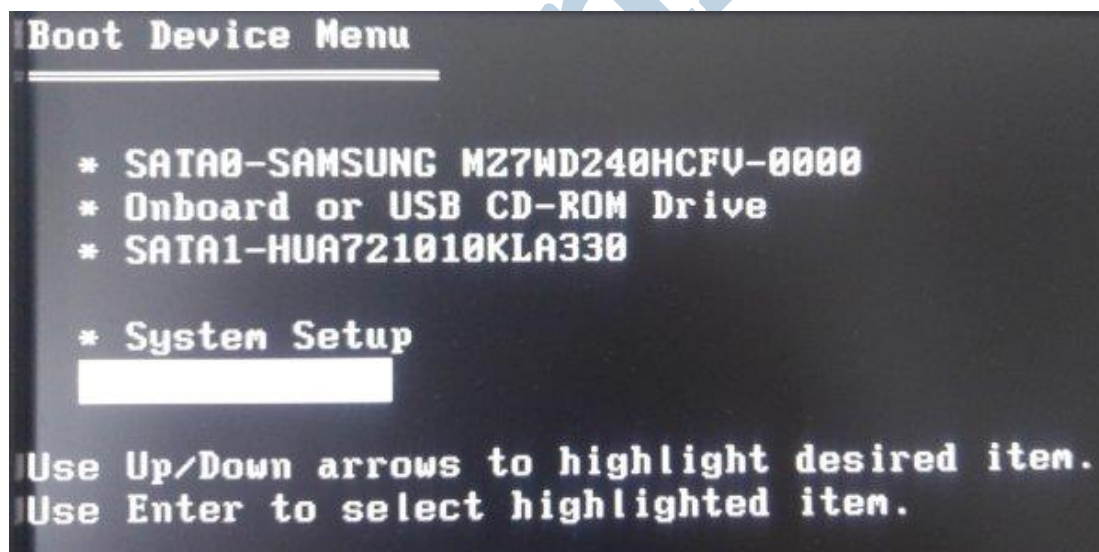 Boot Device Menu
* SATA0-SAMSUNG MZ7WD240HCFV-0000
* Onboard or USB CD-ROM Drive
* SATA1-HUA721010KLA330
* System Setup
Use Up/Down arrows to highlight desired item.
Use Enter to select highlighted item.